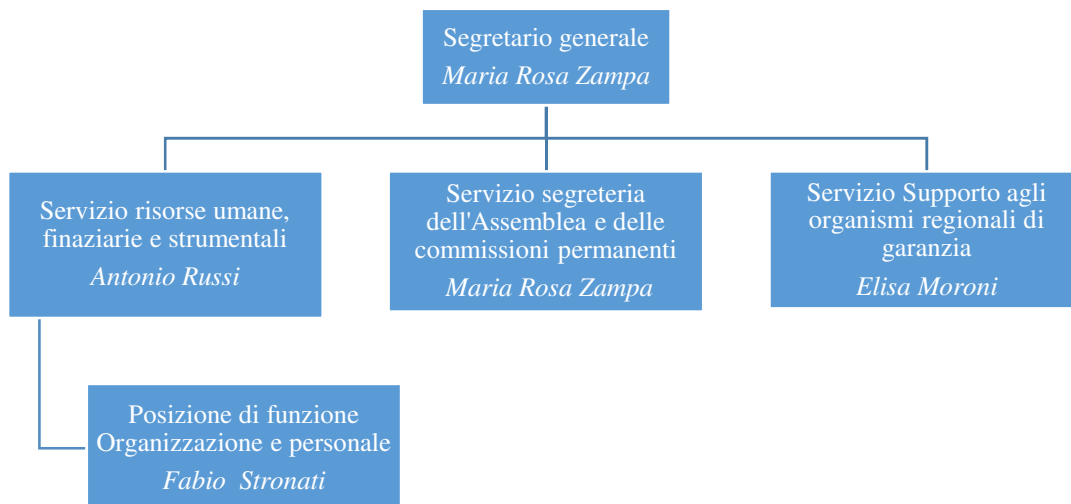 Segretario generale
Maria Rosa Zampa
Servizio risorse umane,
finaziarie e strumentali
Antonio Russi
Servizio segreteria
dell'Assemblea e delle
commissioni permanenti
Maria Rosa Zampa
Servizio Supporto agli
organismi regionali di
garanzia
Elisa Moroni
Posizione di funzione
Organizzazione e personale
Fabio  Stronati